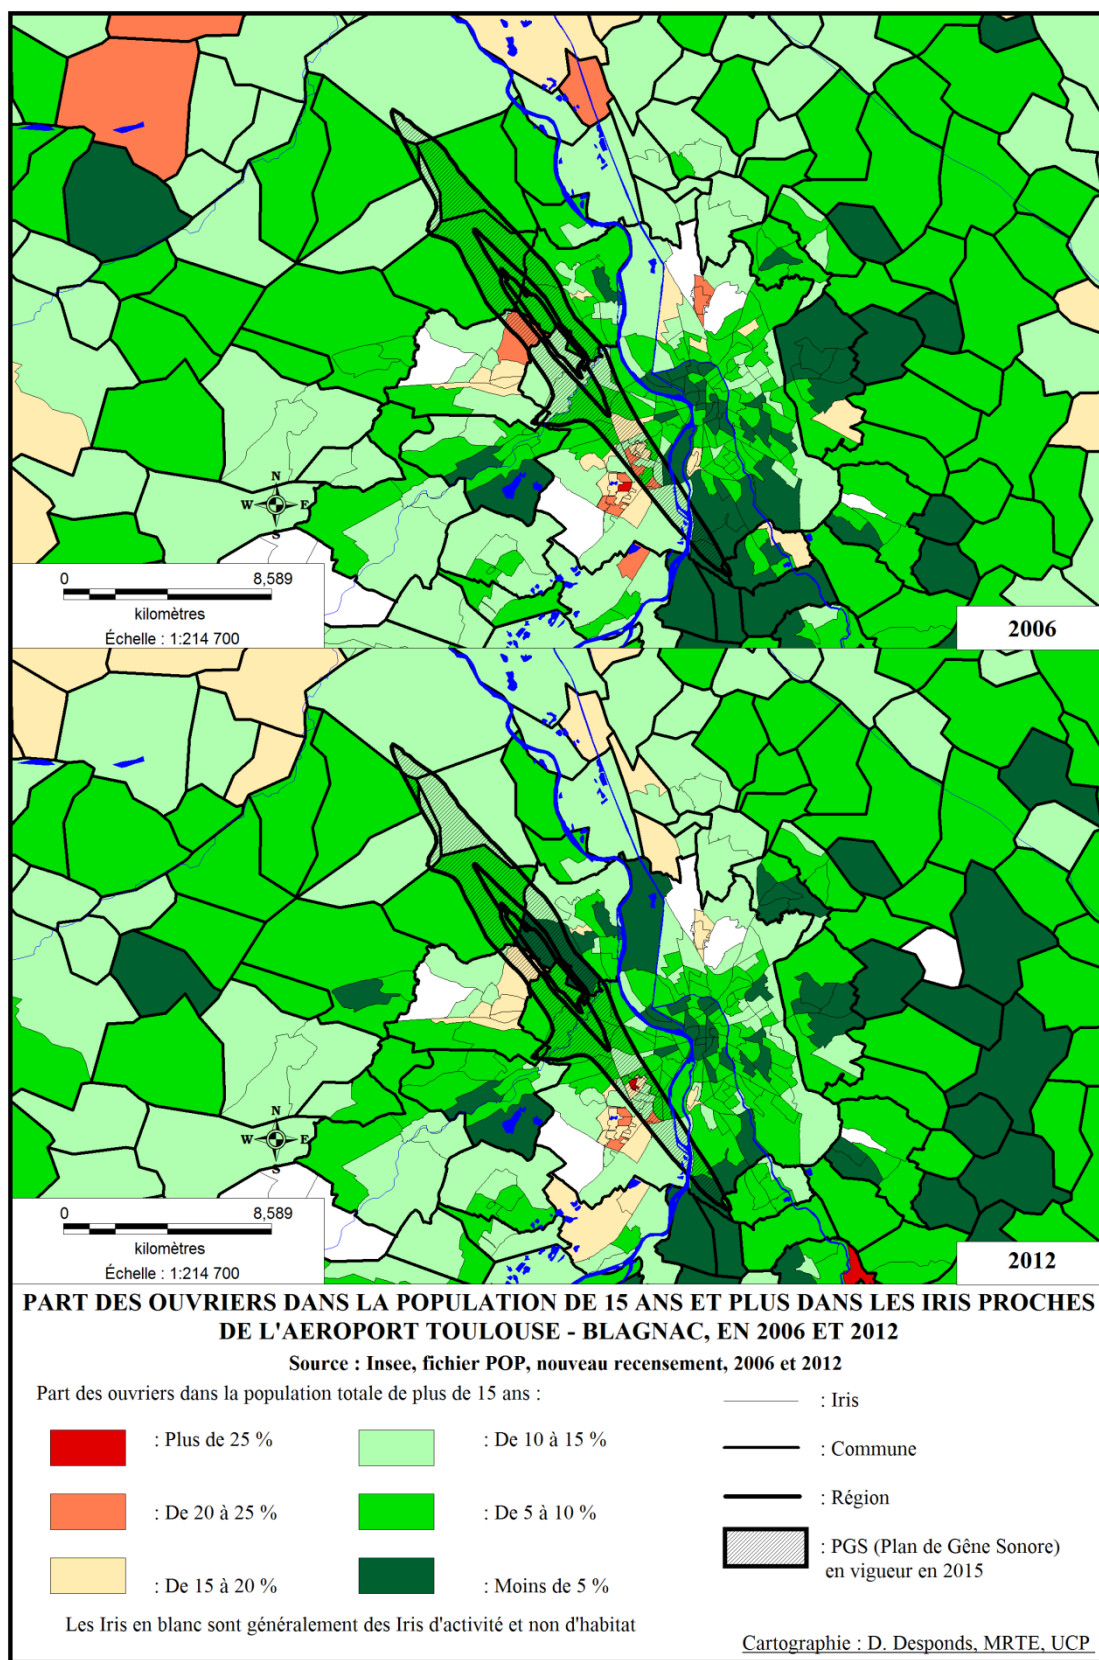 N
W E
S
0 8,589
kilomètres
Échelle : 1:214 700
2006
N
W E
S
0 8,589
kilomètres
Échelle : 1:214 700
2012
PART DES OUVRIERS DANS LA POPULATION DE 15 ANS ET PLUS DANS LES IRIS PROCHES
DE L'AEROPORT TOULOUSE - BLAGNAC, EN 2006 ET 2012
Source : Insee, fichier POP, nouveau recensement, 2006 et 2012
Part des ouvriers dans la population totale de plus de 15 ans :
: Plus de 25 %
: De 20 à 25 %
: De 15 à 20 %
: De 10 à 15 %
: De 5 à 10 %
: Moins de 5 %
: Iris
: Commune
: Région
: PGS (Plan de Gêne Sonore)
en vigueur en 2015
Les Iris en blanc sont généralement des Iris d'activité et non d'habitat
Cartographie : D. Desponds, MRTE, UCP